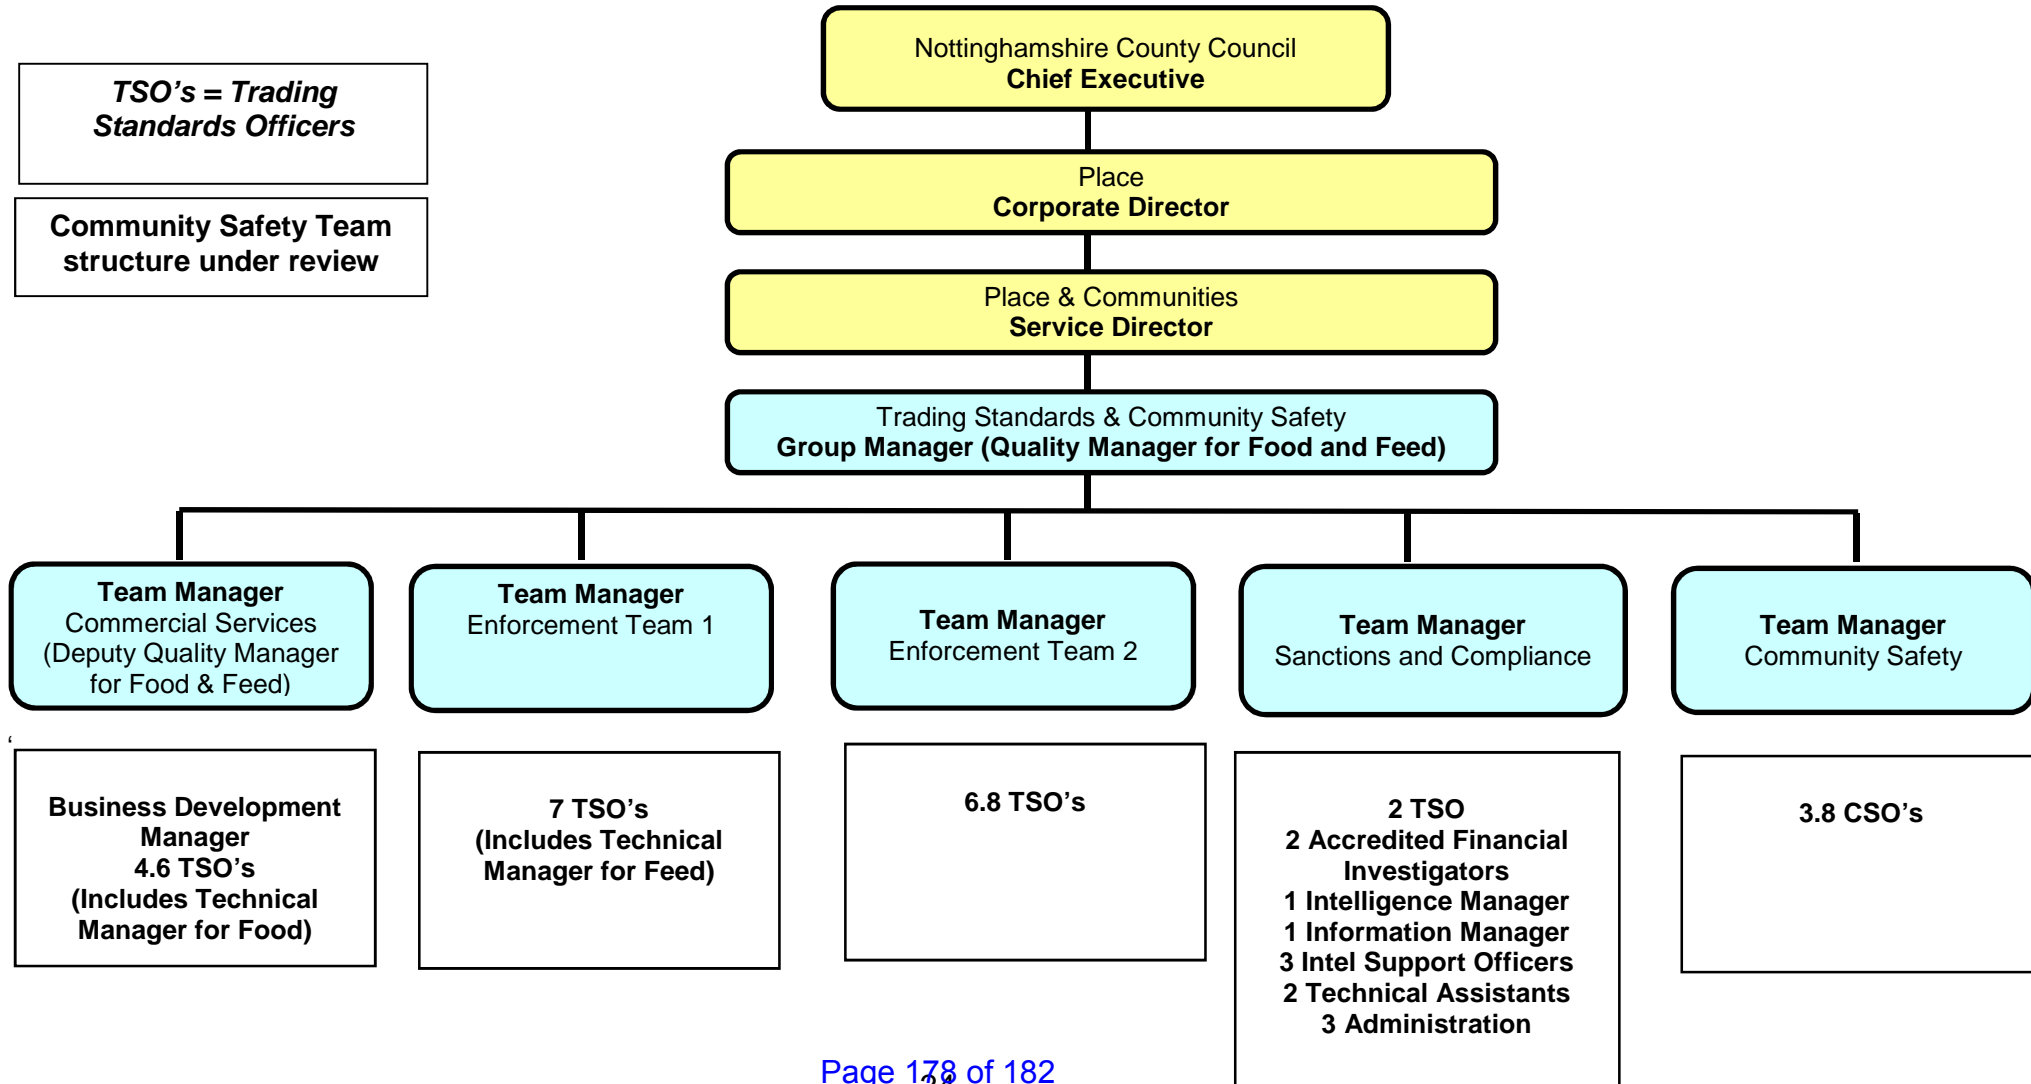 Nottinghamshire County Council
Chief Executive
TSO's = Trading
Standards Officers
Community Safety Team
structure under review
Place
Corporate Director
Place & Communities
Service Director
Trading Standards & Community Safety
Group Manager (Quality Manager for Food and Feed)
Team Manager
Commercial Services
(Deputy Quality Manager
for Food & Feed)
Team Manager
Enforcement Team 1
Team Manager
Enforcement Team 2
Team Manager
Sanctions and Compliance
Team Manager
Community Safety
‘
Business Development
Manager
4.6 TSO’s
(Includes Technical
Manager for Food)
7 TSO’s
(Includes Technical
Manager for Feed)
6.8 TSO’s
2 TSO
2 Accredited Financial
Investigators
1 Intelligence Manager
1 Information Manager
3 Intel Support Officers
2 Technical Assistants
3 Administration
3.8 CSO’s
Page 178 of 182